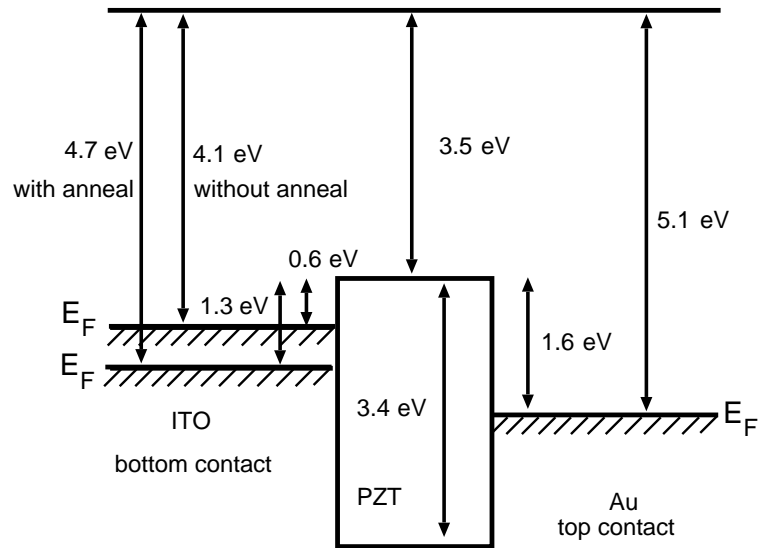 4.7 eV
with anneal
4.1 eV
without anneal
3.5 eV
5.1 eV
0.6 eV
1.3 eV
E_F
E_F
1.6 eV
3.4 eV
E_F
ITO
bottom contact
PZT
Au
top contact